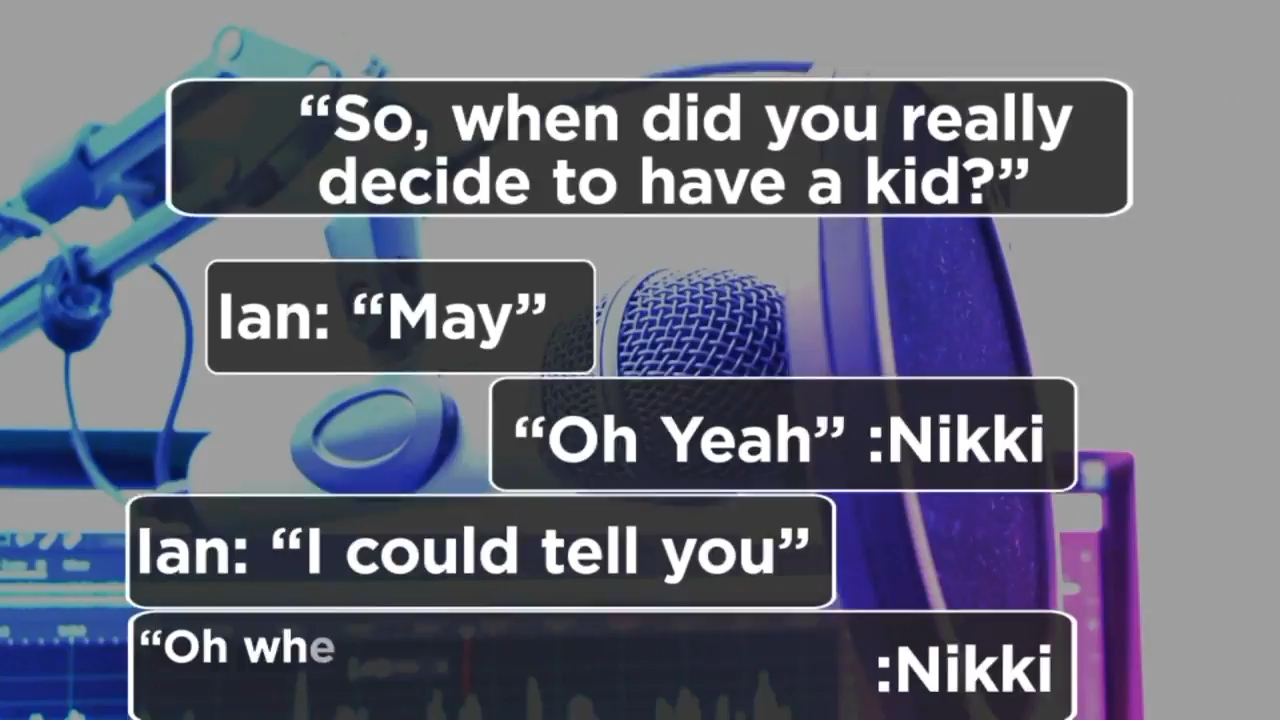 “So, when did you really
decide to have a kid?”
Ian: “May”
“Oh Yeah” :Nikki
Ian: “I could tell you”
“Oh whe
:Nikki